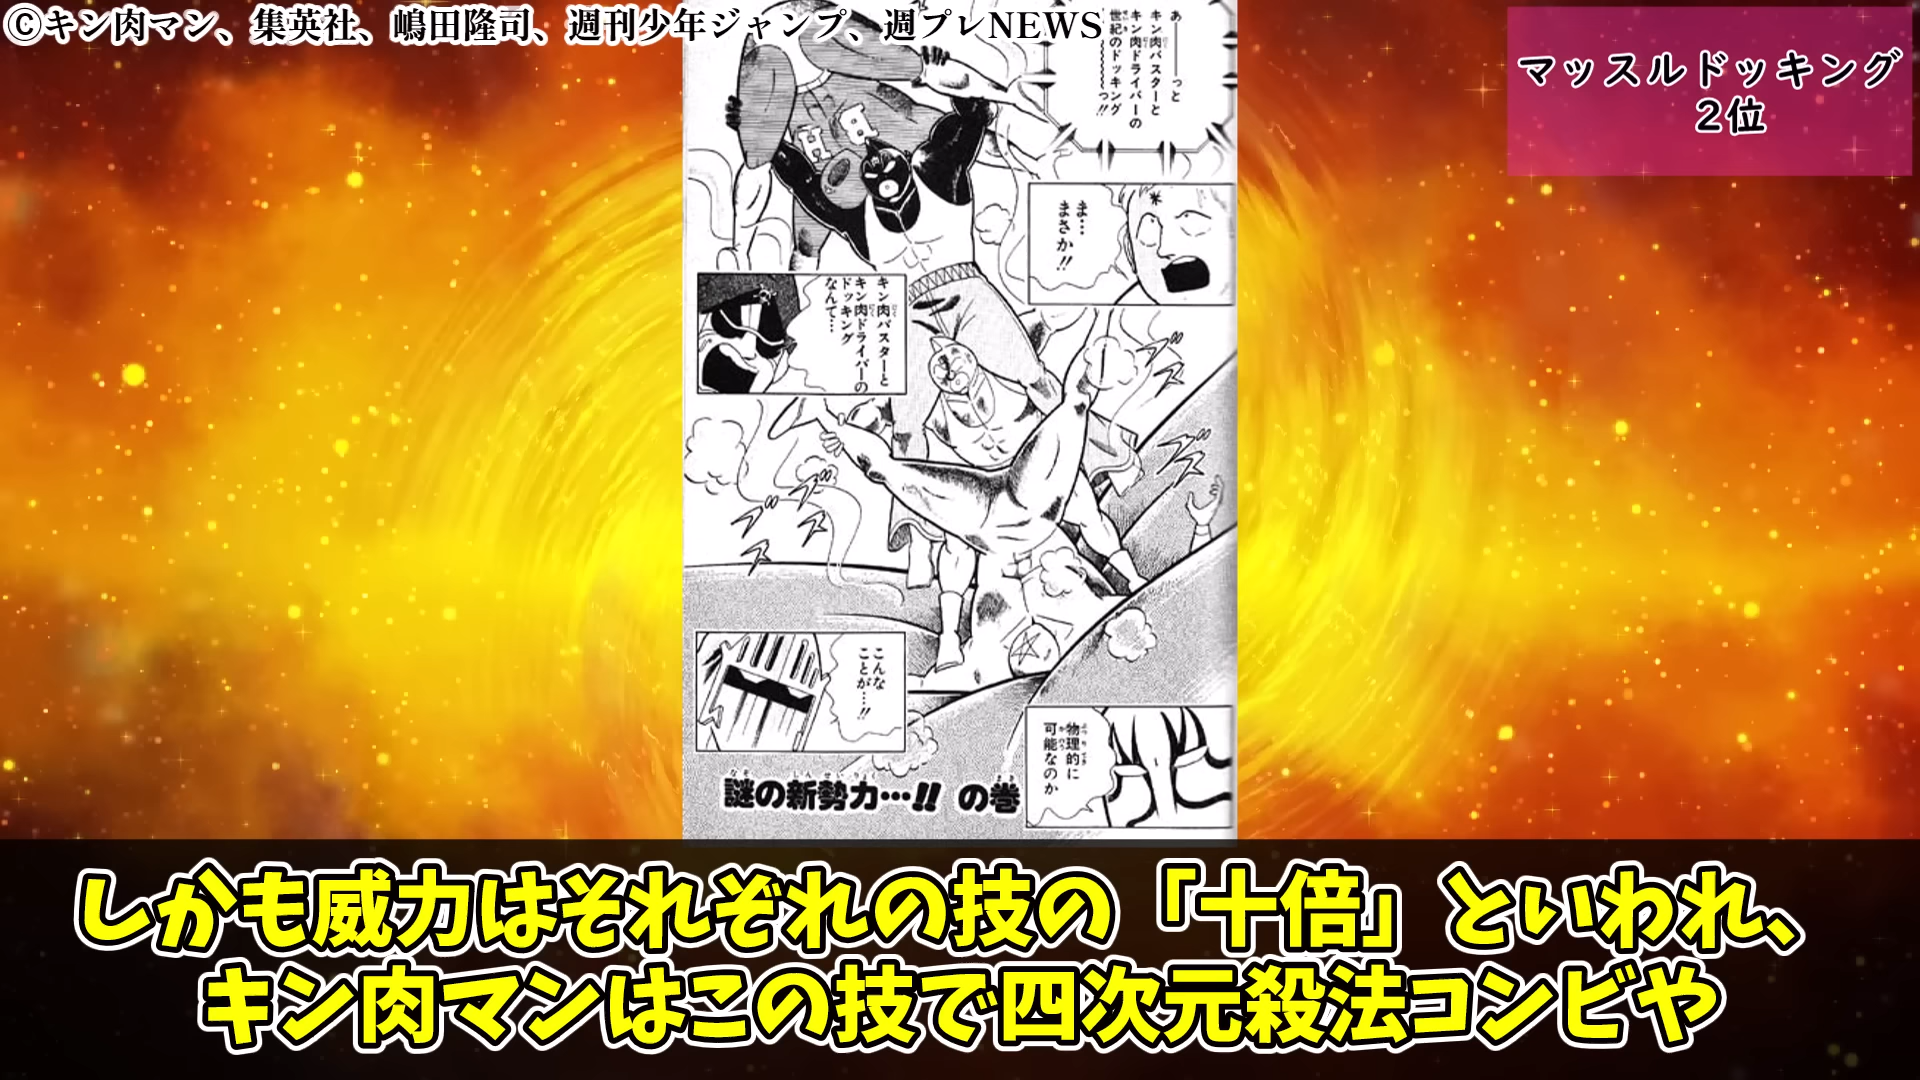 ©キン肉マン、集英社、嶋田隆司、週刊少年ジャンプ、週プレNEWS
マッスルドッキング
2位
あ――――っと
キン肉バスターと
キン肉ドライバーの
世紀のドッキング
〜〜〜〜っ!!
ま…
まさか!!
キン肉バスターと
キン肉ドライバーの
ドッキング
なんて…
こんな
ことが…!!
物理的に
可能なのか
謎の新勢力…!! の巻
しかも威力はそれぞれの技の「十倍」といわれ、
キン肉マンはこの技で四次元殺法コンビや